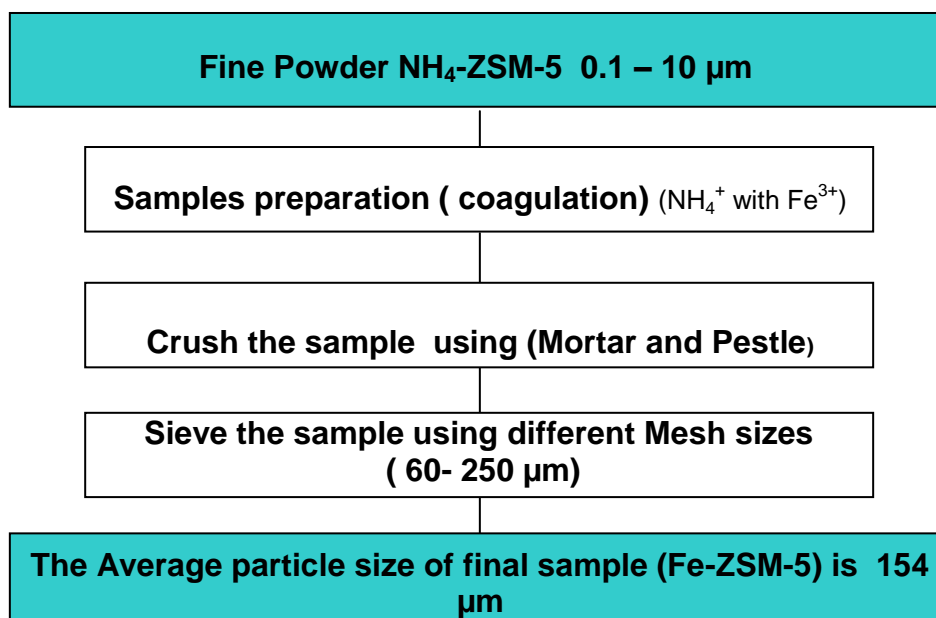 Fine Powder NH₄-ZSM-5 0.1 – 10 µm
Samples preparation ( coagulation) (NH₄⁺ with Fe³⁺)
Crush the sample using (Mortar and Pestle)
Sieve the sample using different Mesh sizes
( 60- 250 µm)
The Average particle size of final sample (Fe-ZSM-5) is 154
µm